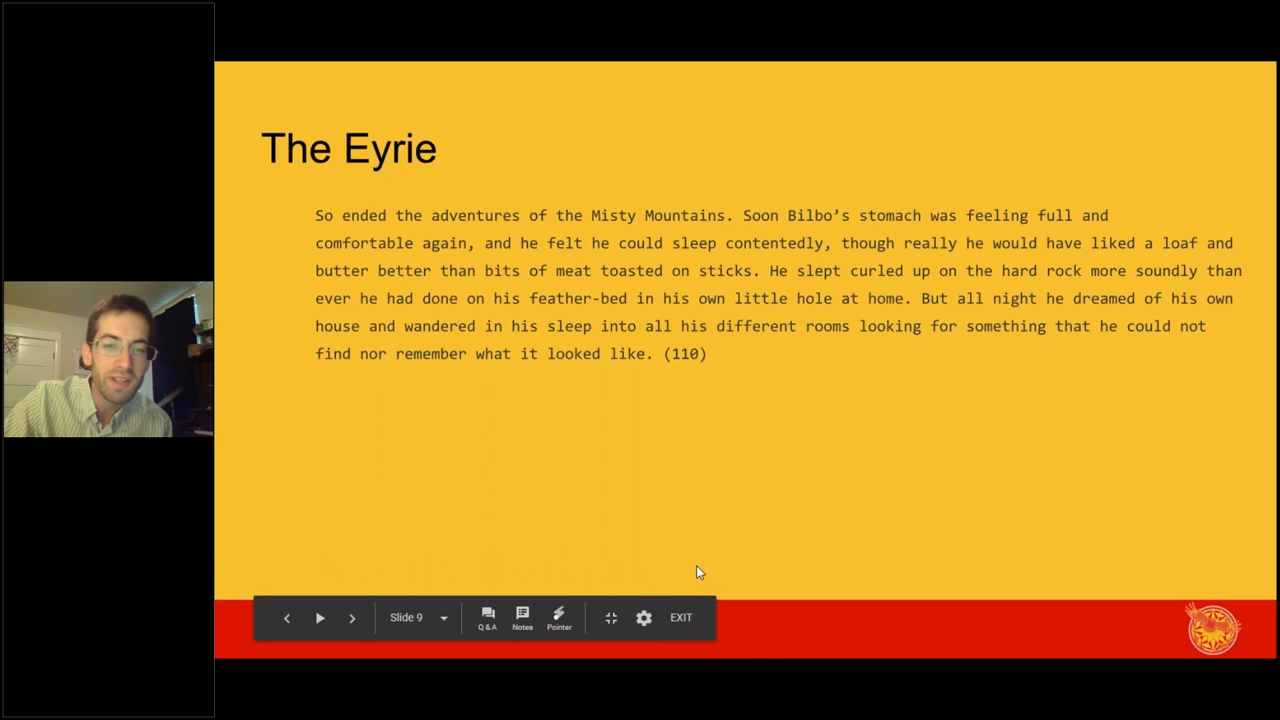 The Eyrie
So ended the adventures of the Misty Mountains. Soon Bilbo’s stomach was feeling full and
comfortable again, and he felt he could sleep contentedly, though really he would have liked a loaf and
butter better than bits of meat toasted on sticks. He slept curled up on the hard rock more soundly than
ever he had done on his feather-bed in his own little hole at home. But all night he dreamed of his own
house and wandered in his sleep into all his different rooms looking for something that he could not
find nor remember what it looked like. (110)
Slide 9
Q & A
Notes
Pointer
EXIT